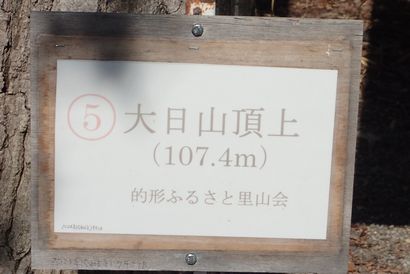 ⑤ 大日山頂上
(107.4m)
的形ふるさと里山会